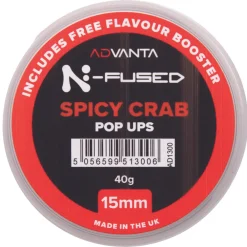 INCLUDES FREE FLAVOUR BOOSTER
ADVANTA
N-FUSED
SPICY CRAB
POP UPS
5 056599 513006
AD1300
40g
15mm
MADE IN THE UK